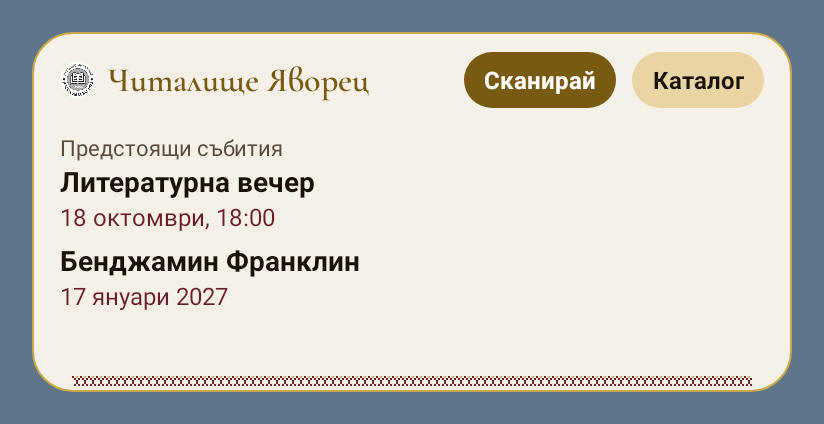 Читалище Яворец
Сканирай
Каталог
Предстоящи събития
Литературна вечер
18 октомври, 18:00
Бенджамин Франклин
17 януари 2027